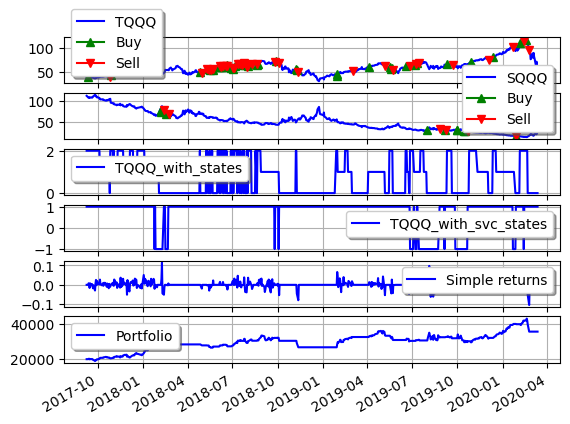 TQQQ
Buy
Sell
100
50
SQQQ
Buy
Sell
100
50
2
0
TQQQ_with_states
1
−1
TQQQ_with_svc_states
0.1
0.0
−0.1
Simple returns
40000
20000
Portfolio
2017-10
2018-01
2018-04
2018-07
2018-10
2019-01
2019-04
2019-07
2019-10
2020-01
2020-04